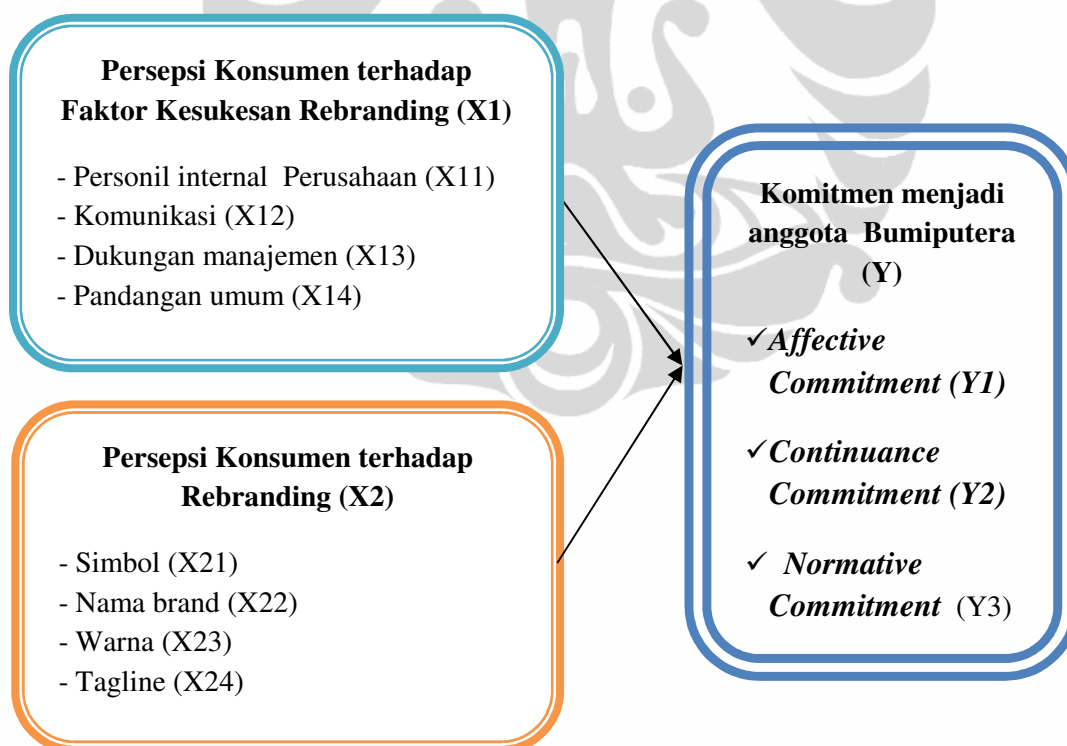 Persepsi Konsumen terhadap
Faktor Kesuksesan Rebranding (X1)
- Personil internal Perusahaan (X11)
- Komunikasi (X12)
- Dukungan manajemen (X13)
- Pandangan umum (X14)
Persepsi Konsumen terhadap
Rebranding (X2)
- Simbol (X21)
- Nama brand (X22)
- Warna (X23)
- Tagline (X24)
Komitmen menjadi
anggota Bumiputera
(Y)
✓Affective
Commitment (Y1)
✓Continuance
Commitment (Y2)
✓ Normative
Commitment (Y3)